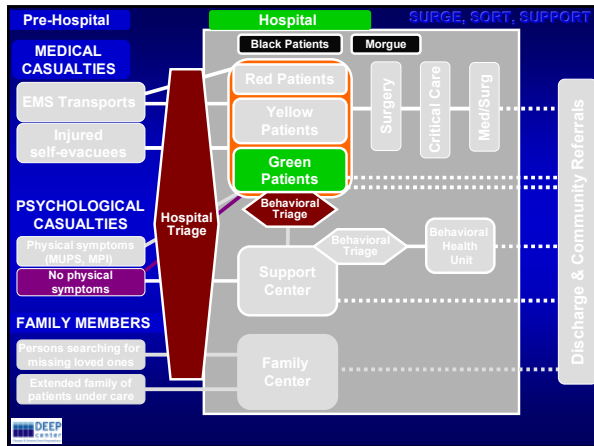 Pre-Hospital
Hospital
SURGE, SORT, SUPPORT
MEDICAL
CASUALTIES
Black Patients
Morgue
EMS Transports
Injured
self-evacuees
Red Patients
Yellow
Patients
Green
Patients
Surgery
Critical Care
Med/Surg
Hospital
Triage
Behavioral
Triage
PSYCHOLOGICAL
CASUALTIES
Physical symptoms
(MUPS, MPI)
No physical
symptoms
Support
Center
Behavioral
Triage
Behavioral
Health
Unit
FAMILY MEMBERS
Persons searching for
missing loved ones
Extended family of
patients under care
Family
Center
Discharge & Community Referrals
DEEP
center